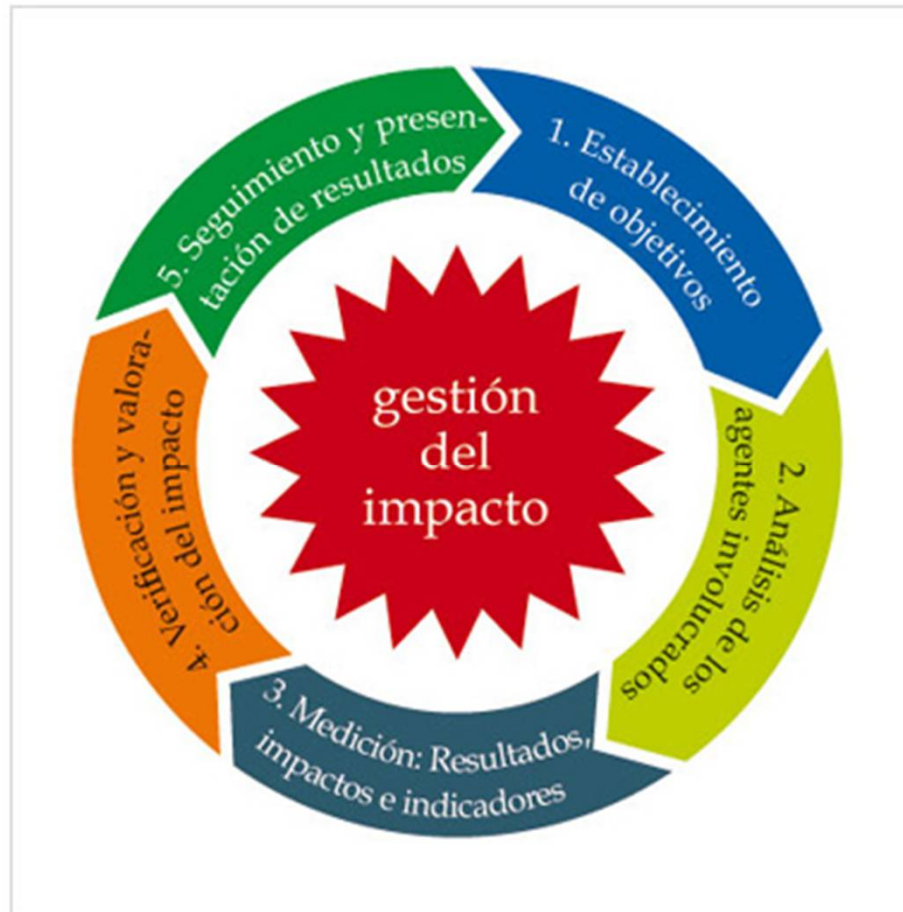 1. Establecimiento
de objetivos
2. Análisis de los
agentes involucrados
3. Medición: Resultados,
impactos e indicadores
4. Verificación y valora-
ción del impacto
5. Seguimiento y presen-
tación de resultados
gestión
del
impacto